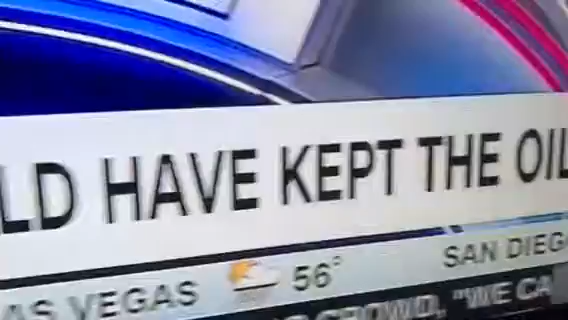 LD HAVE KEPT THE OIL
AS VEGAS 56° SAN DIEG
CROWD, "WE CA